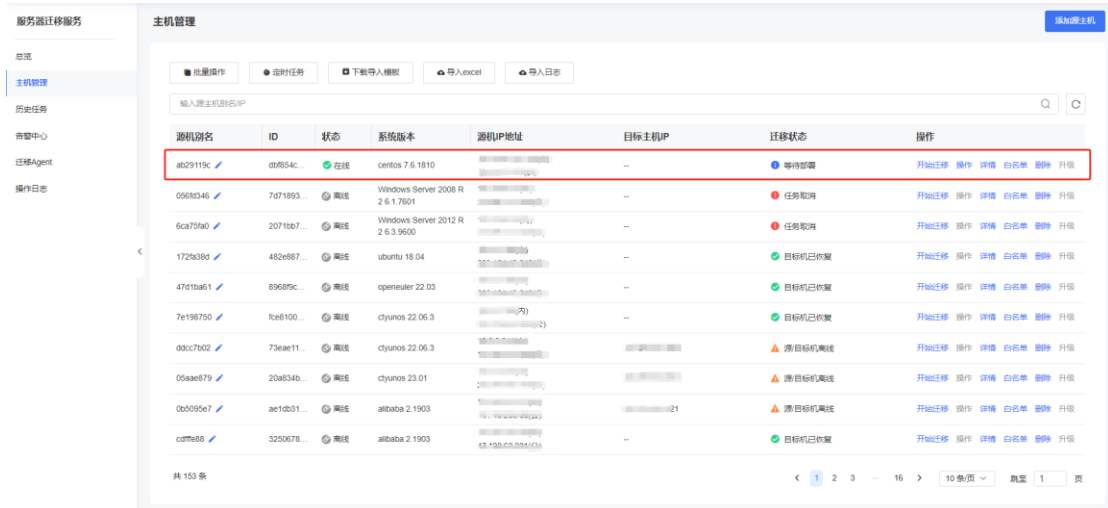 服务器迁移服务
总览
主机管理
历史任务
告警中心
迁移Agent
操作日志
主机管理
添加源主机
批量操作 定时任务 下载导入模板 导入excel 导入日志
输入源主机别名/IP
源机别名 ID 状态 系统版本 源机IP地址 目标主机IP 迁移状态 操作
ab29119c dbf854c... 在线 centos 7.6.1810 -- 等待部署 开始迁移 操作 详情 白名单 删除 升级
056fd346 7d71893... 离线 Windows Server 2008 R -- 任务取消 开始迁移 操作 详情 白名单 删除 升级
2 6.1.7601
6ca75fa0 2071bb7... 离线 Windows Server 2012 R -- 任务取消 开始迁移 操作 详情 白名单 删除 升级
2 6.3.9600
172fa38d 482e887... 离线 ubuntu 18.04 -- 目标机已恢复 开始迁移 操作 详情 白名单 删除 升级
47d1ba61 8968f9c... 离线 openeuler 22.03 -- 目标机已恢复 开始迁移 操作 详情 白名单 删除 升级
7e198750 fce8100... 离线 ctyunos 22.06.3 -- 目标机已恢复 开始迁移 操作 详情 白名单 删除 升级
ddcc7b02 73eae11... 离线 ctyunos 22.06.3 源/目标机离线 开始迁移 操作 详情 白名单 删除 升级
05aae879 20a834b... 离线 ctyunos 23.01 源/目标机离线 开始迁移 操作 详情 白名单 删除 升级
0b5095e7 ae1db31... 离线 alibaba 2.1903 21 源/目标机离线 开始迁移 操作 详情 白名单 删除 升级
cdfffe88 3250678... 离线 alibaba 2.1903 -- 目标机已恢复 开始迁移 操作 详情 白名单 删除 升级
共 153 条
1 2 3 ... 16 10 条/页 跳至 1 页